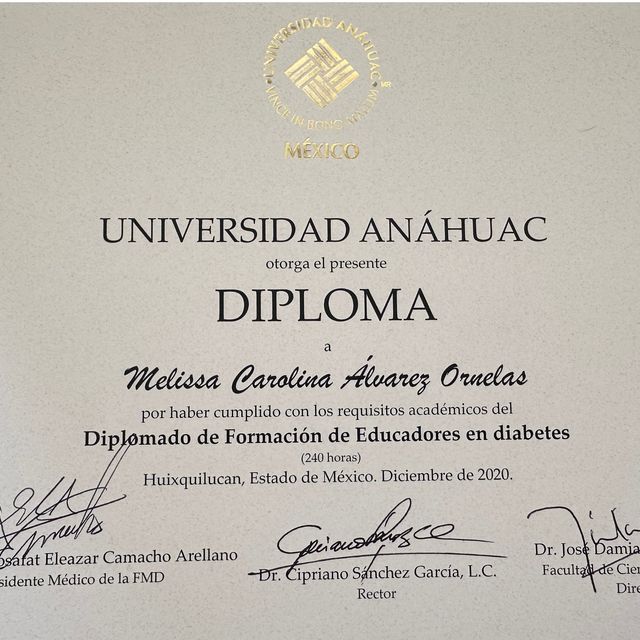 UNIVERSIDAD ANÁHUAC
VINCE IN BONO MALUM
MR
MÉXICO
UNIVERSIDAD ANÁHUAC
otorga el presente
DIPLOMA
a
Melissa Carolina Álvarez Ornelas
por haber cumplido con los requisitos académicos del
Diplomado de Formación de Educadores en diabetes
(240 horas)
Huixquilucan, Estado de México. Diciembre de 2020.
osafat Eleazar Camacho Arellano
sidente Médico de la FMD
Dr. Cipriano Sánchez García, L.C.
Rector
Dr. José Damia
Facultad de Cien
Dire